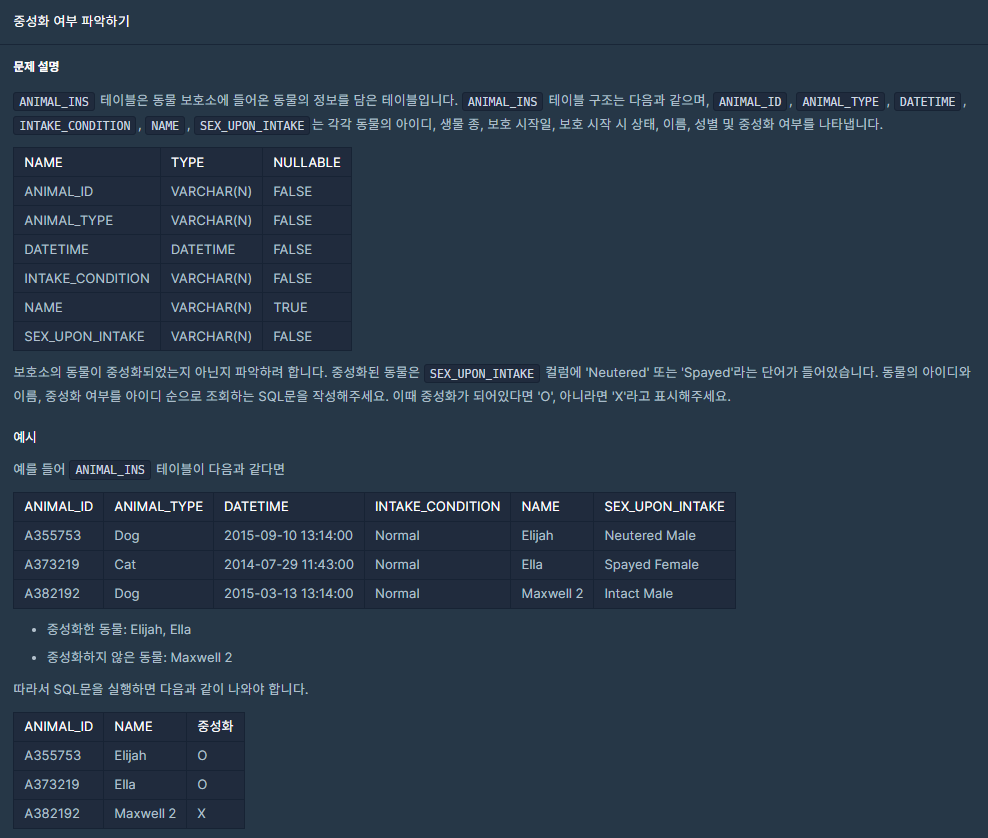 중성화 여부 파악하기
문제 설명
ANIMAL_INS 테이블은 동물 보호소에 들어온 동물의 정보를 담은 테이블입니다. ANIMAL_INS 테이블 구조는 다음과 같으며, ANIMAL_ID, ANIMAL_TYPE, DATETIME,
INTAKE_CONDITION, NAME, SEX_UPON_INTAKE는 각각 동물의 아이디, 생물 종, 보호 시작일, 보호 시작 시 상태, 이름, 성별 및 중성화 여부를 나타냅니다.
NAME TYPE NULLABLE
ANIMAL_ID VARCHAR(N) FALSE
ANIMAL_TYPE VARCHAR(N) FALSE
DATETIME DATETIME FALSE
INTAKE_CONDITION VARCHAR(N) FALSE
NAME VARCHAR(N) TRUE
SEX_UPON_INTAKE VARCHAR(N) FALSE
보호소의 동물이 중성화되었는지 아닌지 파악하려 합니다. 중성화된 동물은 SEX_UPON_INTAKE 컬럼에 'Neutered' 또는 'Spayed'라는 단어가 들어있습니다. 동물의 아이디와
이름, 중성화 여부를 아이디 순으로 조회하는 SQL문을 작성해주세요. 이때 중성화가 되어있다면 'O', 아니라면 'X'라고 표시해주세요.
예시
예를 들어 ANIMAL_INS 테이블이 다음과 같다면
ANIMAL_ID ANIMAL_TYPE DATETIME INTAKE_CONDITION NAME SEX_UPON_INTAKE
A355753 Dog 2015-09-10 13:14:00 Normal Elijah Neutered Male
A373219 Cat 2014-07-29 11:43:00 Normal Ella Spayed Female
A382192 Dog 2015-03-13 13:14:00 Normal Maxwell 2 Intact Male
• 중성화한 동물: Elijah, Ella
• 중성화하지 않은 동물: Maxwell 2
따라서 SQL문을 실행하면 다음과 같이 나와야 합니다.
ANIMAL_ID NAME 중성화
A355753 Elijah O
A373219 Ella O
A382192 Maxwell 2 X